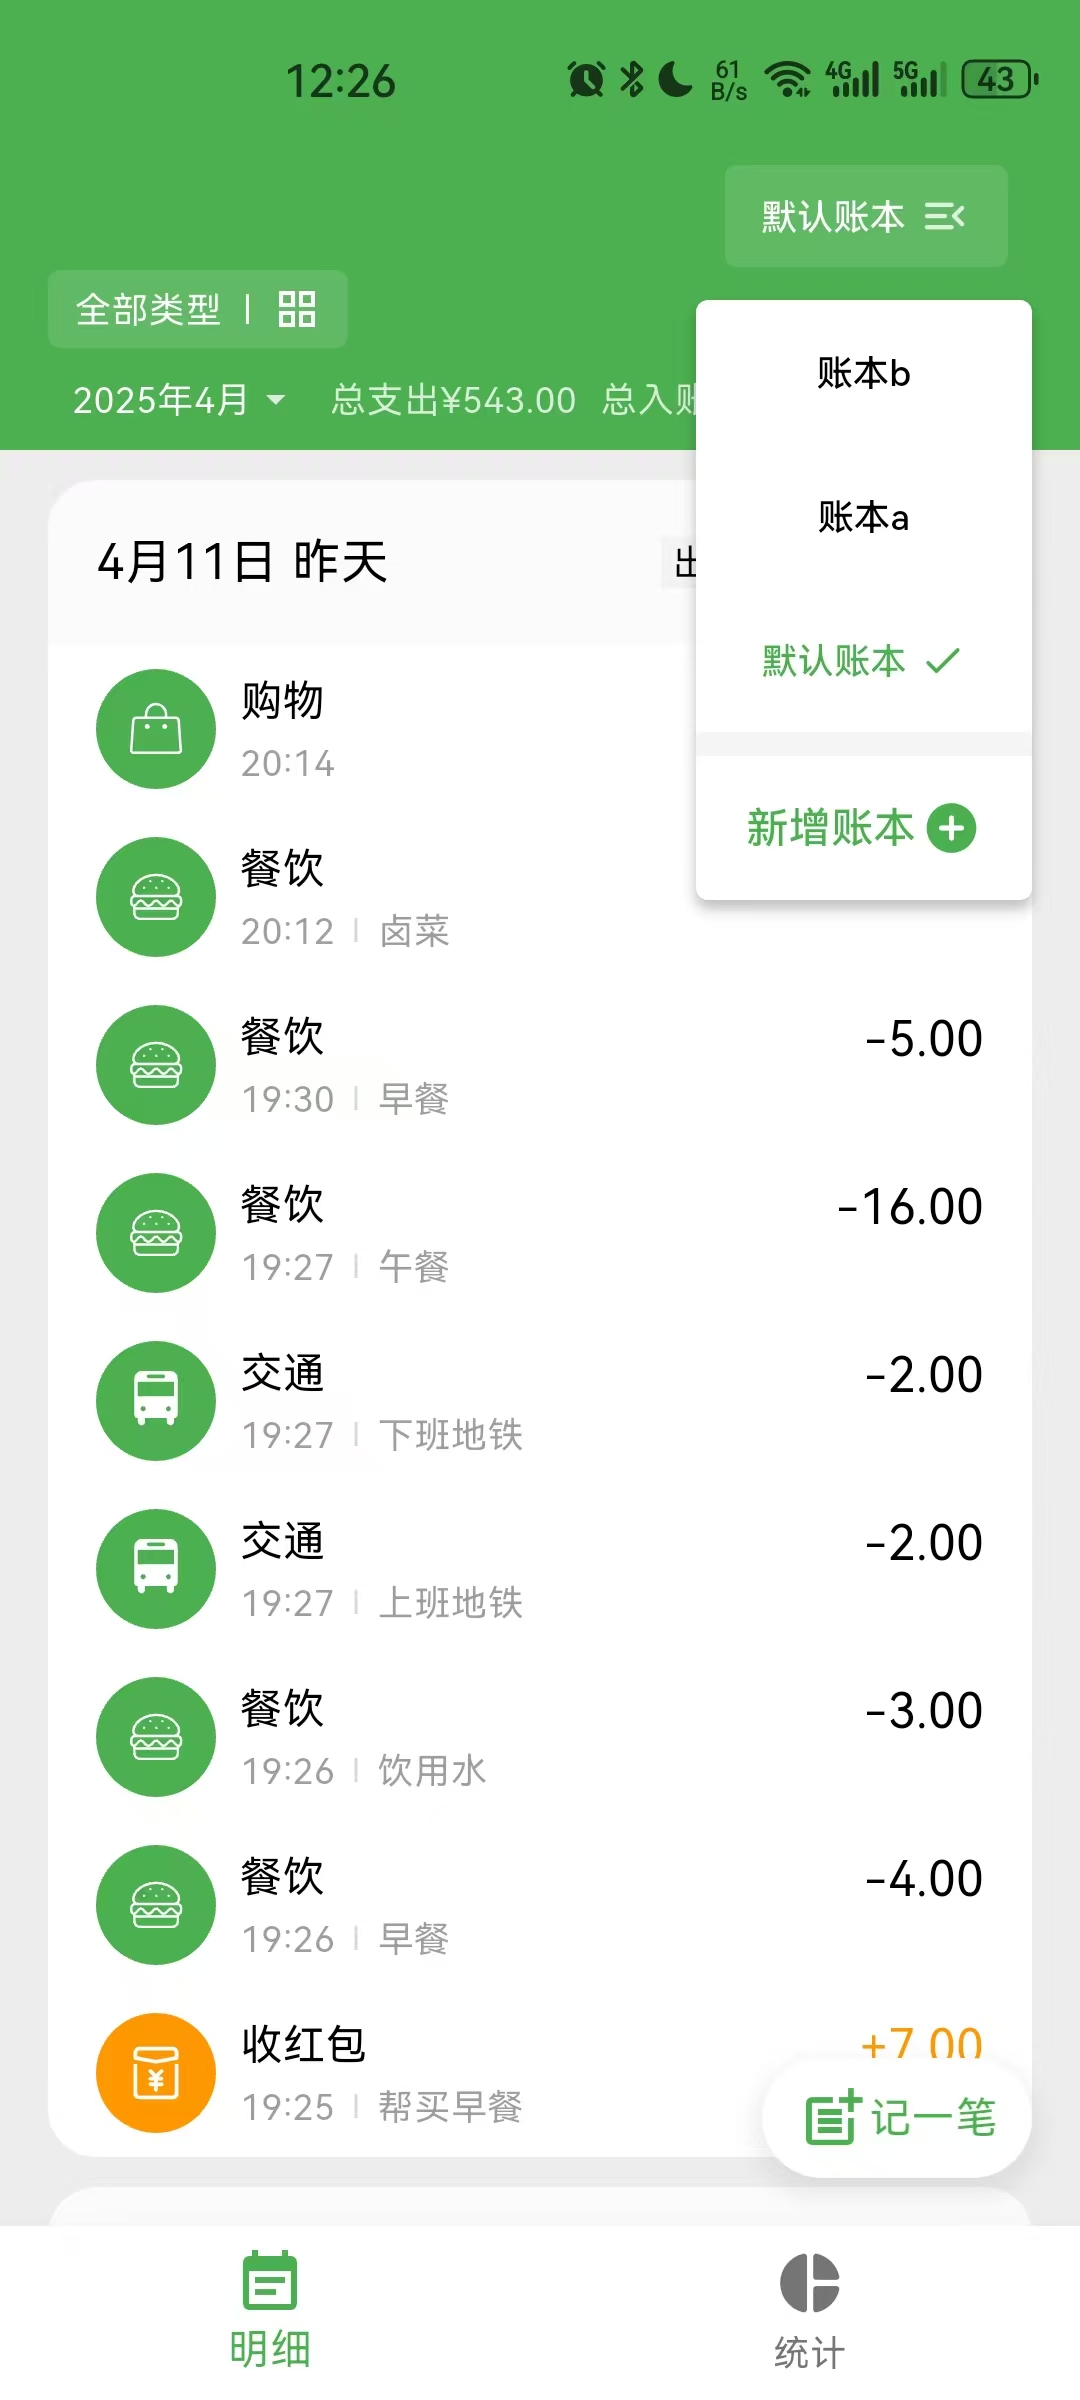 12:26
61 B/s 4G 5G 43
默认账本
全部类型
2025年4月 总支出¥543.00 总入账
账本b
账本a
默认账本
新增账本
4月11日 昨天 出
购物
20:14
餐饮
20:12 卤菜
餐饮 -5.00
19:30 早餐
餐饮 -16.00
19:27 午餐
交通 -2.00
19:27 下班地铁
交通 -2.00
19:27 上班地铁
餐饮 -3.00
19:26 饮用水
餐饮 -4.00
19:26 早餐
收红包 +7.00
19:25 帮买早餐
记一笔
明细 统计